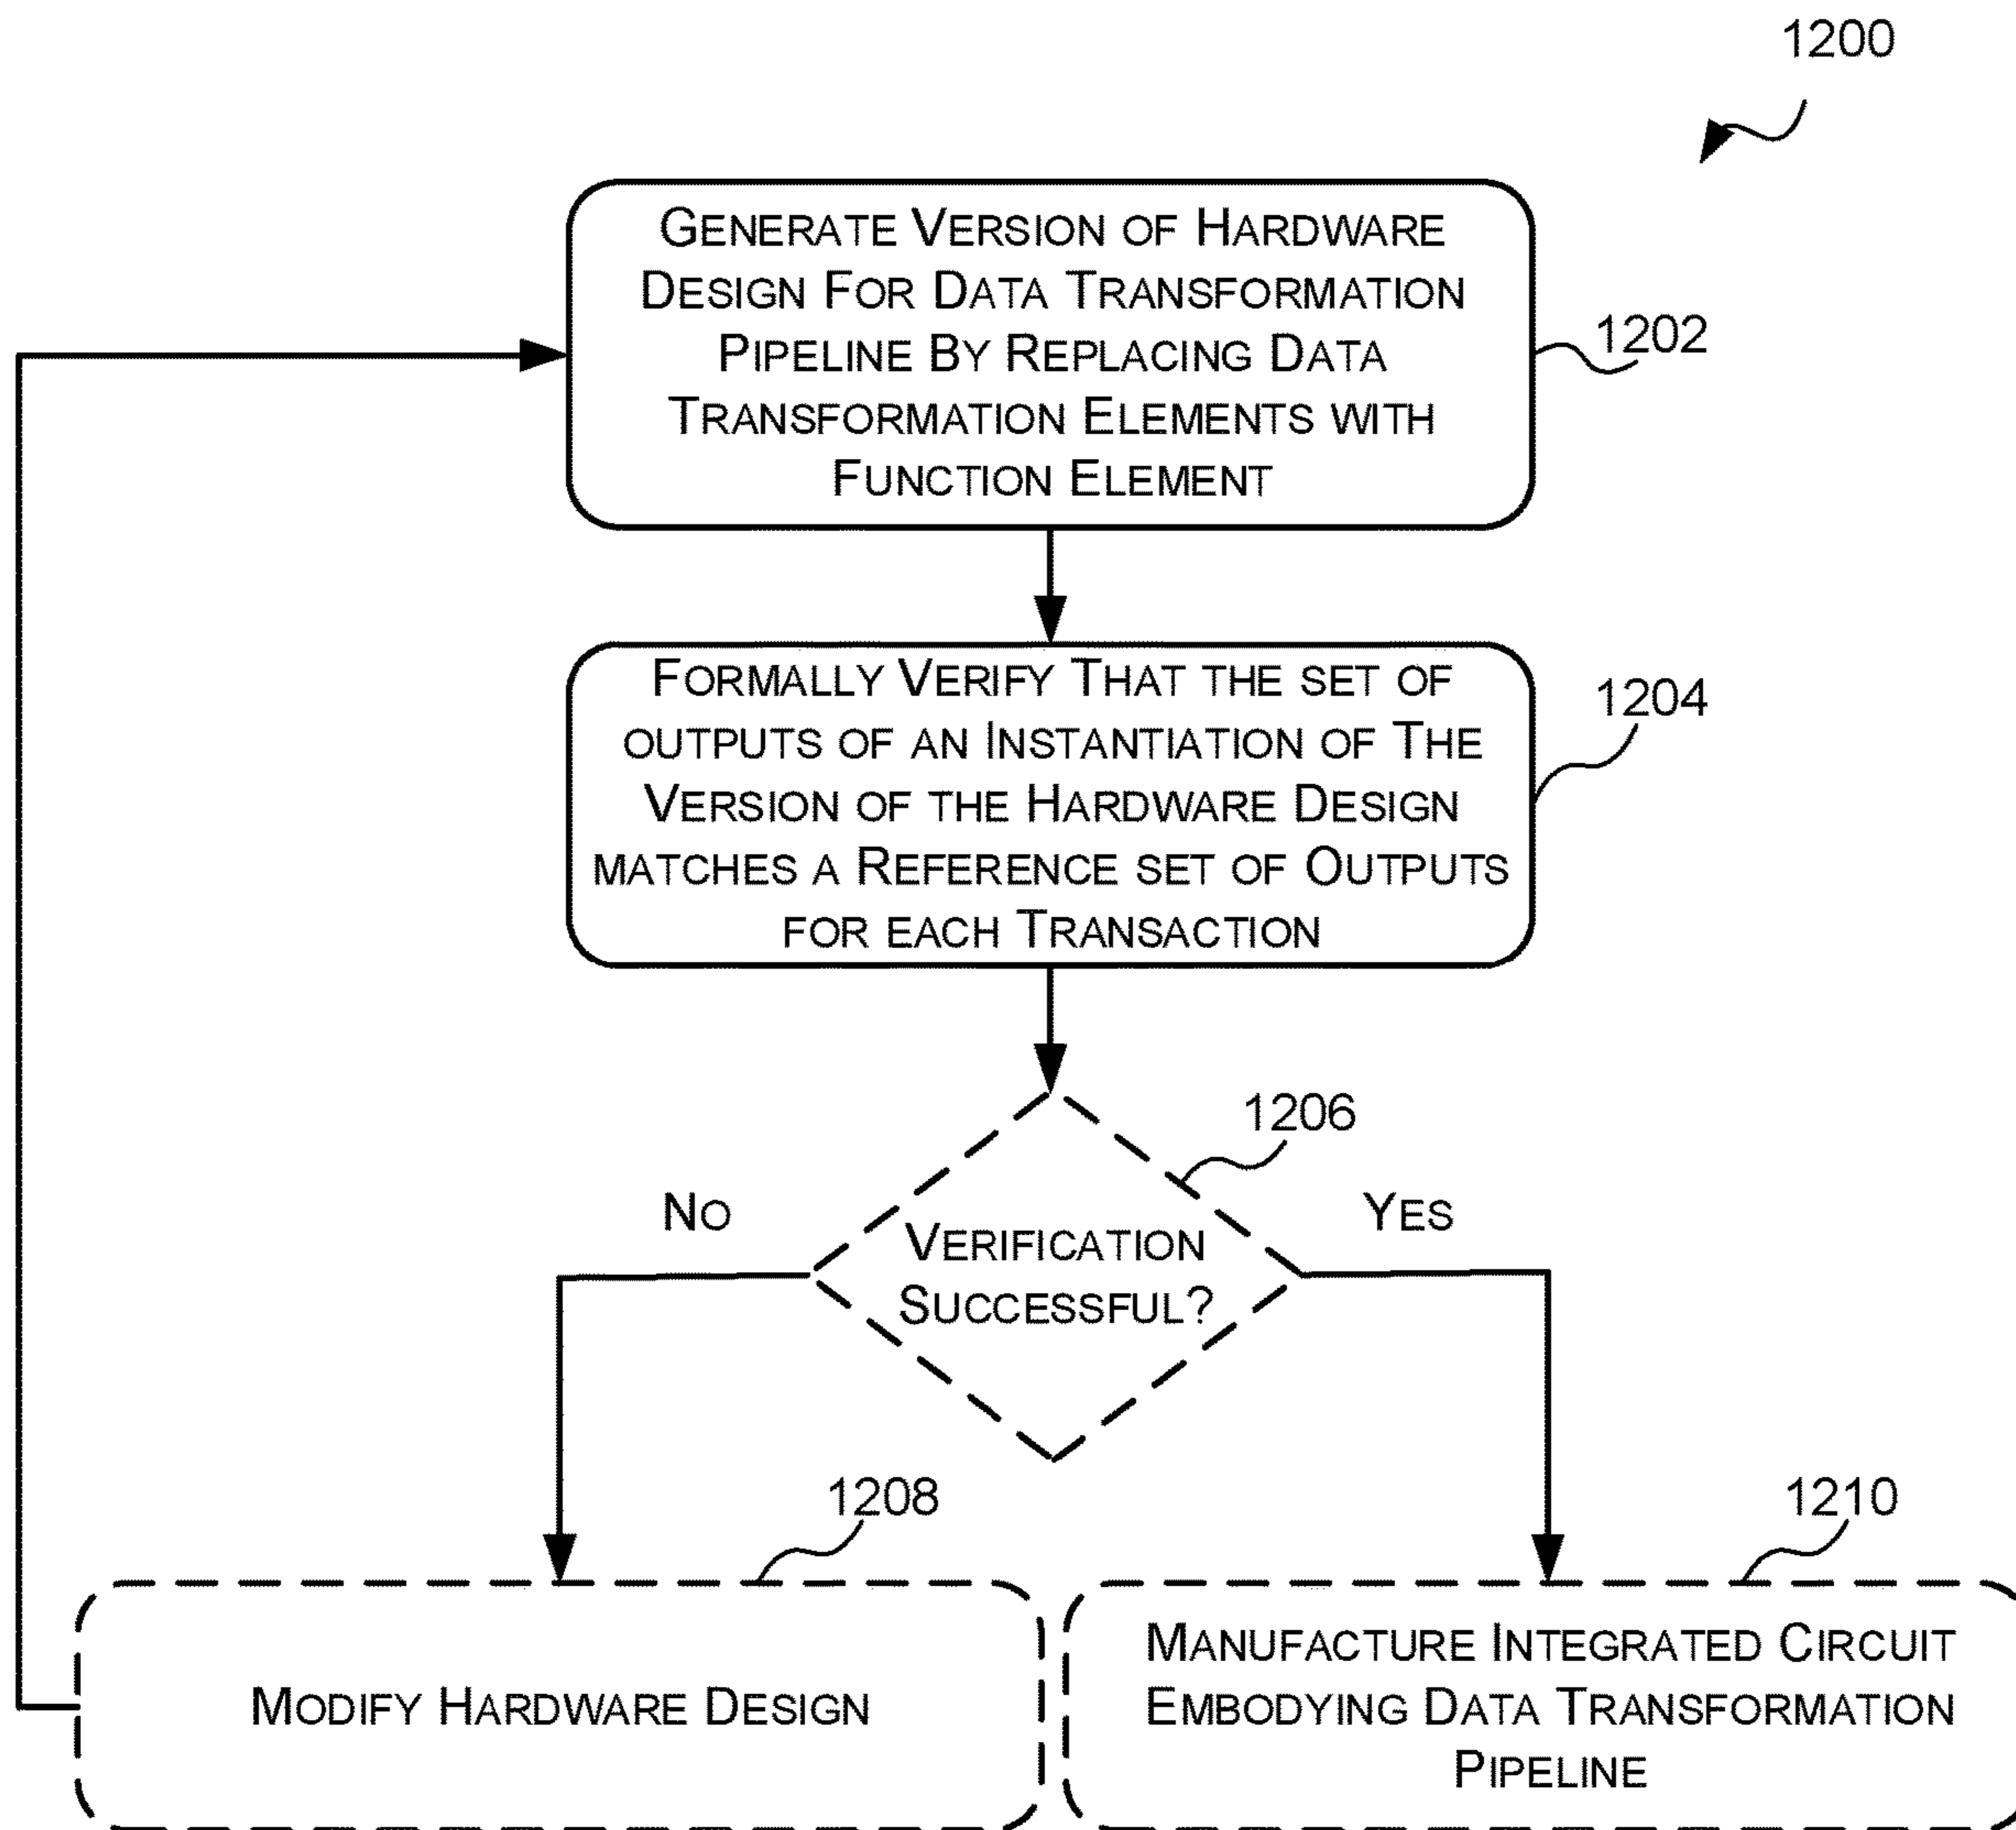 1200
GENERATE VERSION OF HARDWARE
DESIGN FOR DATA TRANSFORMATION
PIPELINE BY REPLACING DATA
TRANSFORMATION ELEMENTS WITH
FUNCTION ELEMENT
1202
FORMALLY VERIFY THAT THE SET OF
OUTPUTS OF AN INSTANTIATION OF THE
VERSION OF THE HARDWARE DESIGN
MATCHES A REFERENCE SET OF OUTPUTS
FOR EACH TRANSACTION
1204
1206
NO
YES
VERIFICATION
SUCCESSFUL?
1208
1210
MODIFY HARDWARE DESIGN
MANUFACTURE INTEGRATED CIRCUIT
EMBODYING DATA TRANSFORMATION
PIPELINE